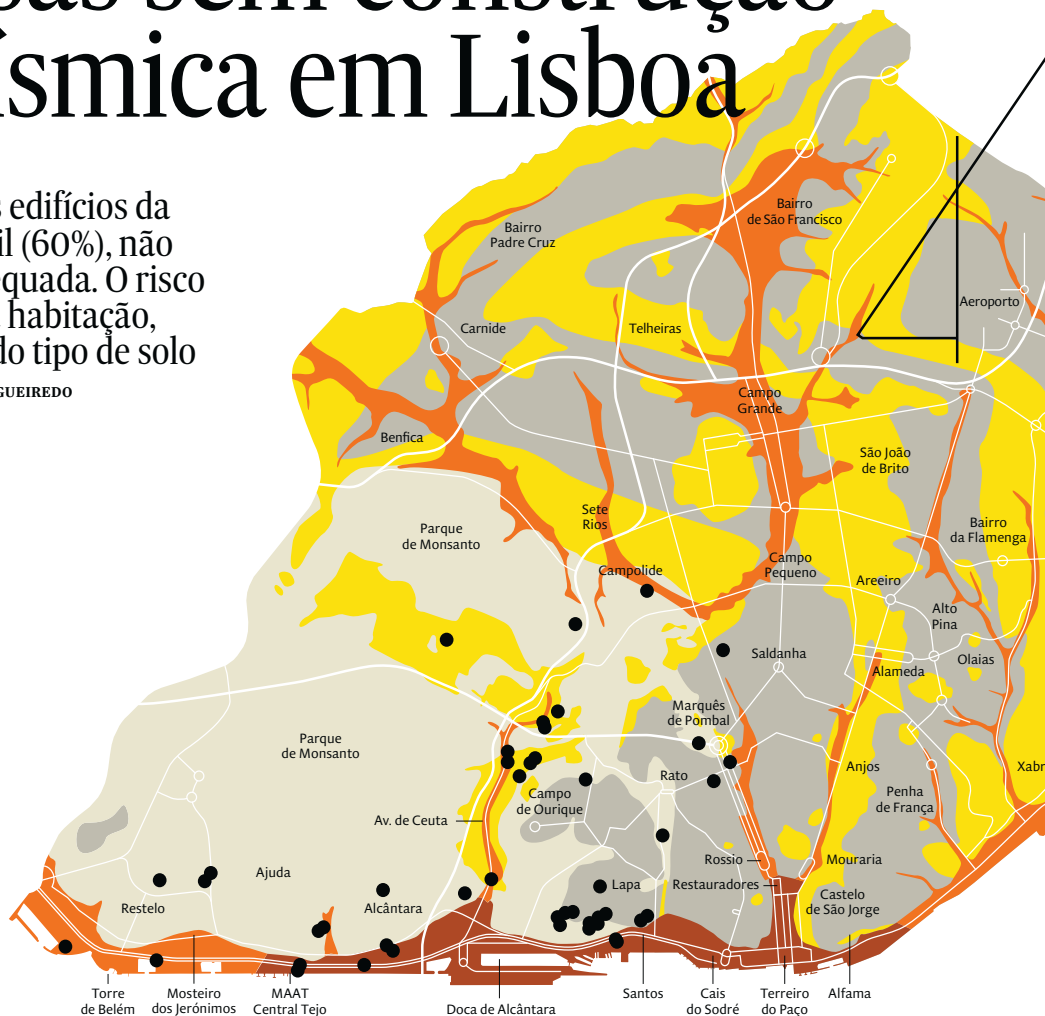 sem construção
ísmica em Lisboa
edifícios da
il (60%), não
equada. O risco
habitação,
do tipo de solo
GUEIREDO
Bairro
de São Francisco
Bairro
Padre Cruz
Aeroporto
Carnide
Telheiras
Campo
Grande
Benfica
São João
de Brito
Sete
Rios
Parque
de Monsanto
Bairro
da Flamenga
Campo
Pequeno
Campolide
Areeiro
Alto
Pina
Saldanha
Olaias
Alameda
Marquês
de Pombal
Parque
de Monsanto
Anjos
Xabr
Rato
Campo
de Ourique
Penha
de França
Av. de Ceuta
Rossio
Mouraria
Ajuda
Lapa
Restauradores
Castelo
de São Jorge
Restelo
Alcântara
Torre
de Belém
Mosteiro
dos Jerónimos
MAAT
Central Tejo
Doca de Alcântara
Santos
Cais
do Sodré
Terreiro
do Paço
Alfama